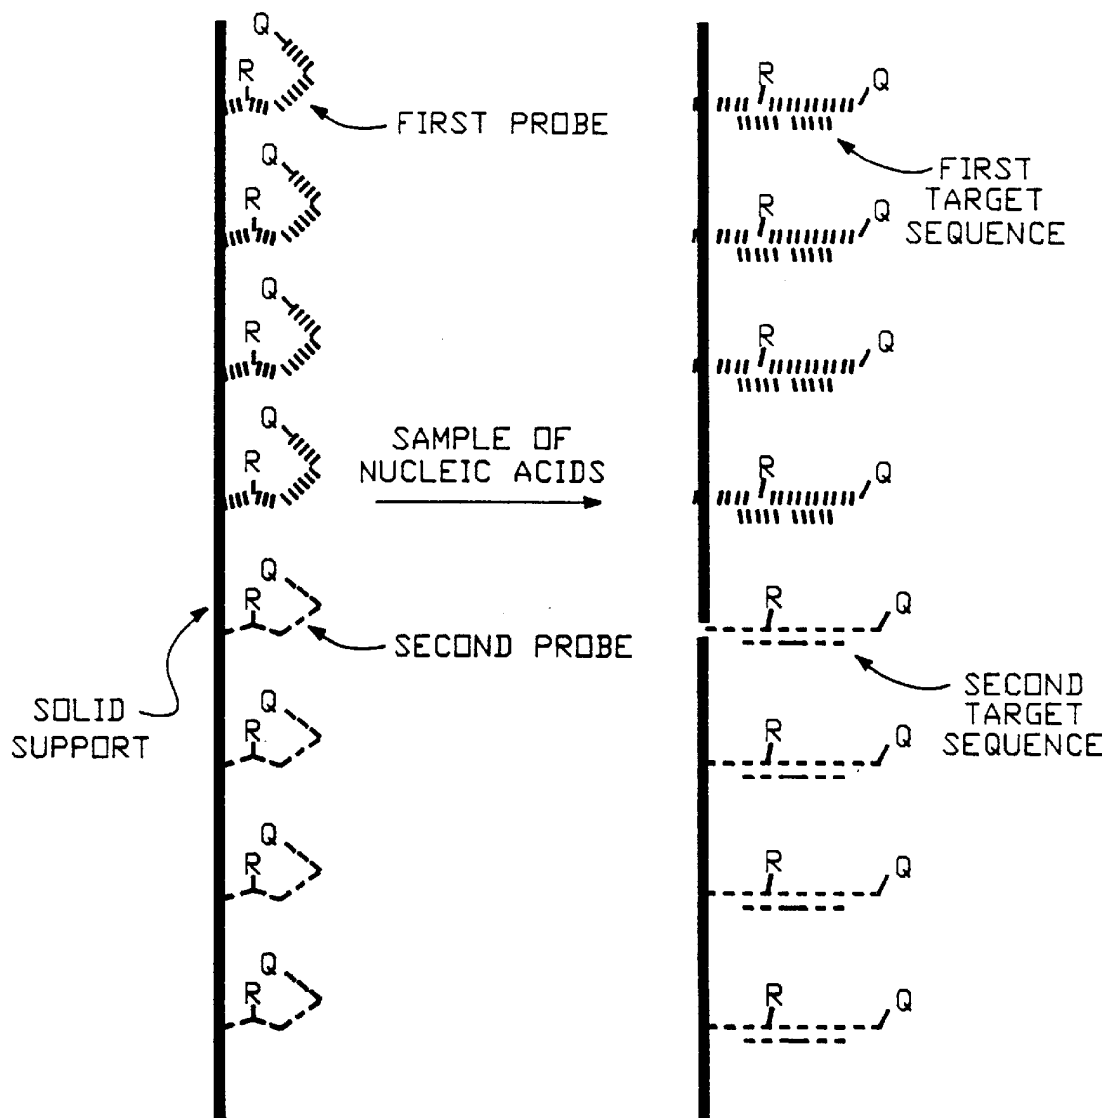 Q
R
FIRST PROBE
Q
R
Q
R
Q
R
SAMPLE OF
NUCLEIC ACIDS
Q
R
SECOND PROBE
SOLID
SUPPORT
Q
R
Q
R
Q
R
R
Q
FIRST
TARGET
SEQUENCE
R
Q
R
Q
R
Q
R
Q
SECOND
TARGET
SEQUENCE
R
Q
R
Q
R
Q